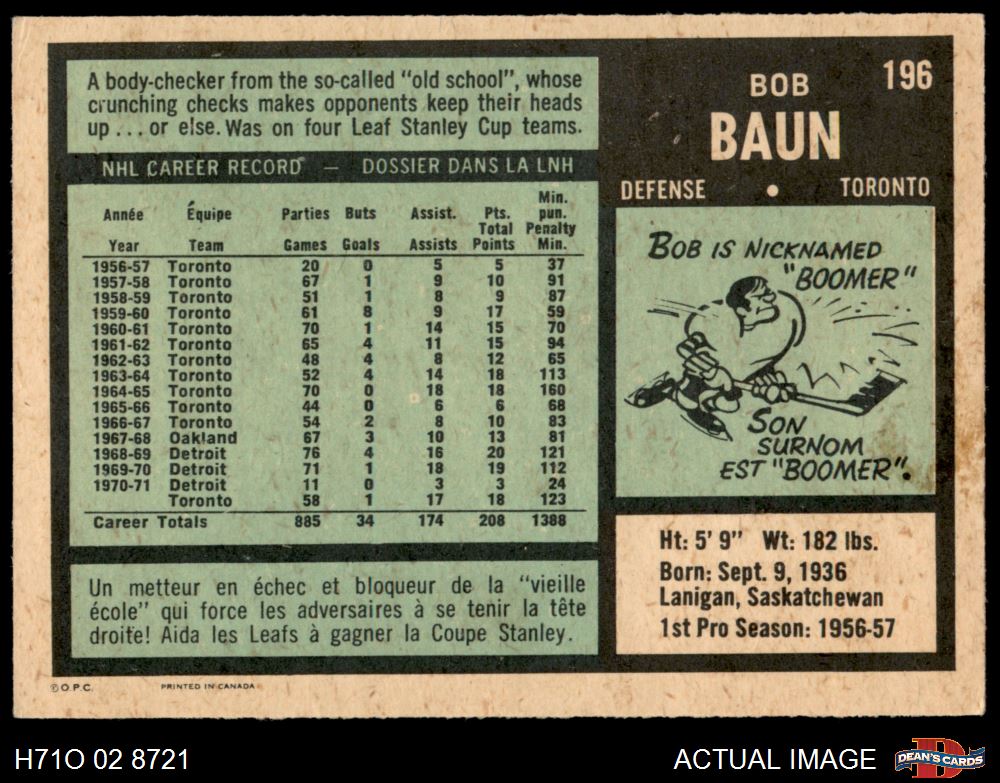 A body-checker from the so-called "old school", whose
crunching checks makes opponents keep their heads
up ... or else. Was on four Leaf Stanley Cup teams.
NHL CAREER RECORD — DOSSIER DANS LA LNH
Année Équipe Parties Buts Assist. Pts. Total Min. pun.
Year Team Games Goals Assists Points Penalty Min.
1956-57 Toronto 20 0 5 5 37
1957-58 Toronto 67 1 9 10 91
1958-59 Toronto 51 1 8 9 87
1959-60 Toronto 61 8 9 17 59
1960-61 Toronto 70 1 14 15 70
1961-62 Toronto 65 4 11 15 94
1962-63 Toronto 48 4 8 12 65
1963-64 Toronto 52 4 14 18 113
1964-65 Toronto 70 0 18 18 160
1965-66 Toronto 44 0 6 6 68
1966-67 Toronto 54 2 8 10 83
1967-68 Oakland 67 3 10 13 81
1968-69 Detroit 76 4 16 20 121
1969-70 Detroit 71 1 18 19 112
1970-71 Detroit 11 0 3 3 24
Toronto 58 1 17 18 123
Career Totals 885 34 174 208 1388
Un metteur en échec et bloqueur de la "vieille
école" qui force les adversaires à se tenir la tête
droite! Aida les Leafs à gagner la Coupe Stanley.
196
BOB
BAUN
DEFENSE • TORONTO
BOB IS NICKNAMED
"BOOMER"
SON
SURNOM
EST "BOOMER".
Ht: 5' 9" Wt: 182 lbs.
Born: Sept. 9, 1936
Lanigan, Saskatchewan
1st Pro Season: 1956-57
© O.P.C. PRINTED IN CANADA
H71O 02 8721
ACTUAL IMAGE
DEAN'S CARDS